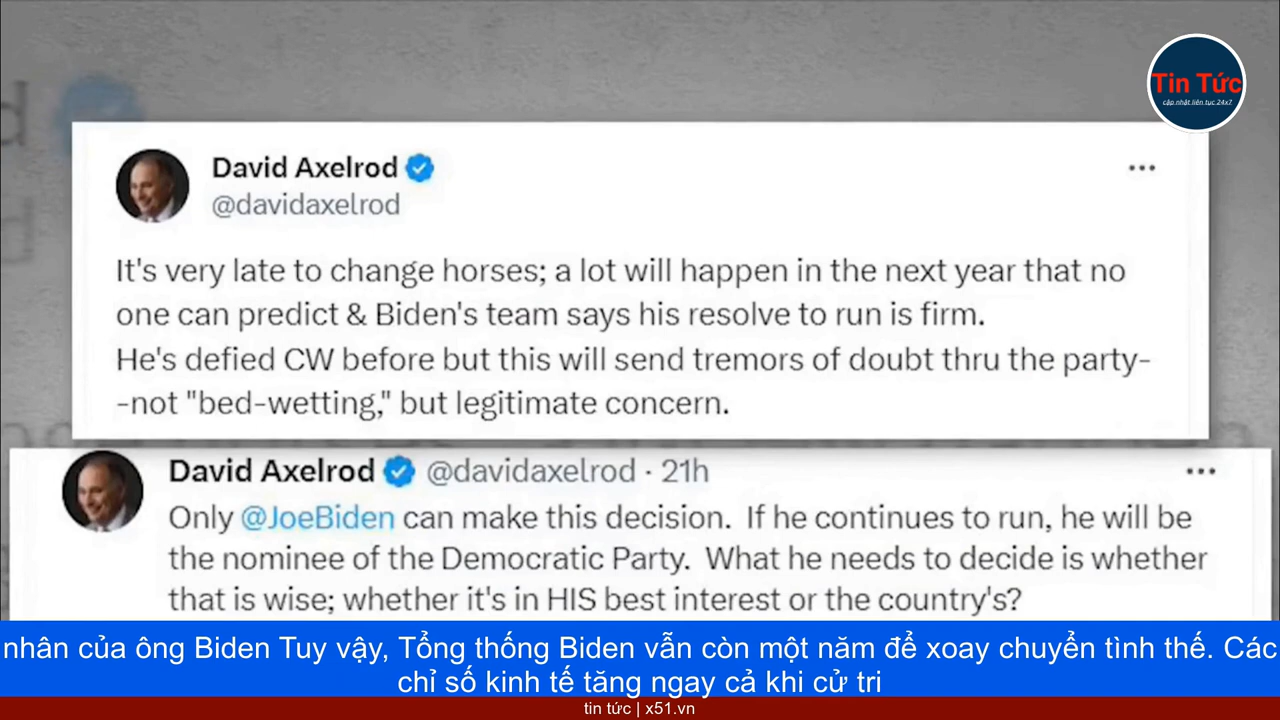 Tin Tức
cập nhật liên tục 24x7
David Axelrod
@davidaxelrod
It's very late to change horses; a lot will happen in the next year that no
one can predict & Biden's team says his resolve to run is firm.
He's defied CW before but this will send tremors of doubt thru the party-
-not "bed-wetting," but legitimate concern.
David Axelrod @davidaxelrod · 21h
Only @JoeBiden can make this decision. If he continues to run, he will be
the nominee of the Democratic Party. What he needs to decide is whether
that is wise; whether it's in HIS best interest or the country's?
nhân của ông Biden Tuy vậy, Tổng thống Biden vẫn còn một năm để xoay chuyển tình thế. Các
chỉ số kinh tế tăng ngay cả khi cử tri
tin tức | x51.vn